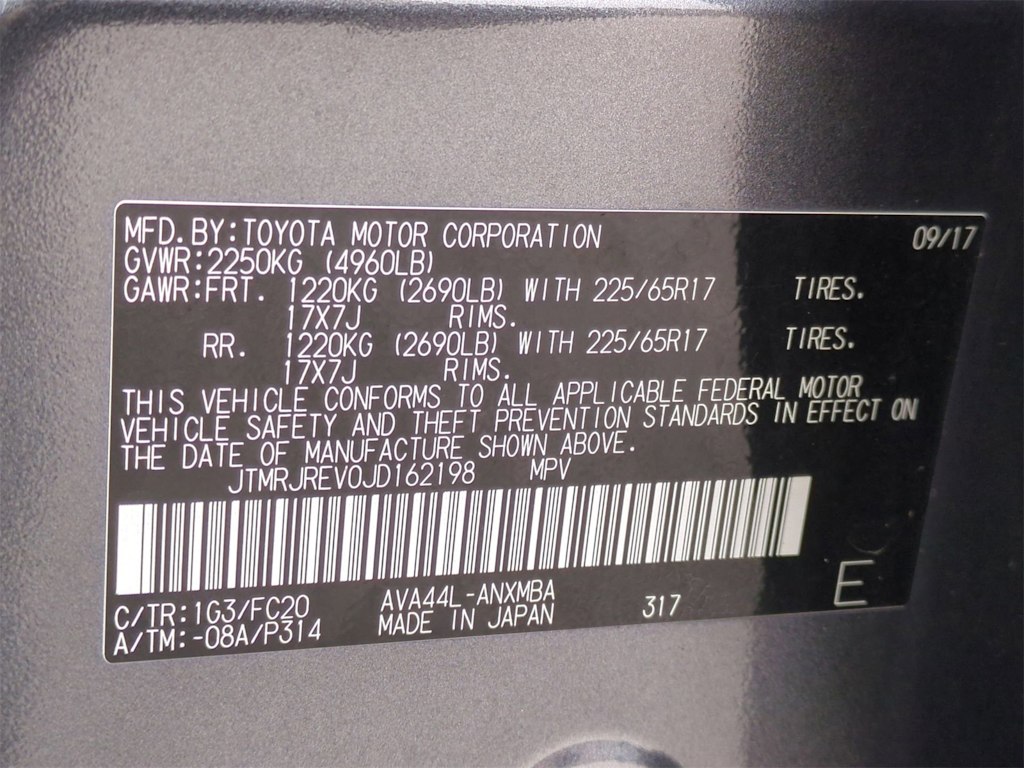 MFD. BY: TOYOTA MOTOR CORPORATION 09/17
GVWR: 2250KG (4960LB)
GAWR: FRT. 1220KG (2690LB) WITH 225/65R17 TIRES.
17X7J RIMS.
RR. 1220KG (2690LB) WITH 225/65R17 TIRES.
17X7J RIMS.
THIS VEHICLE CONFORMS TO ALL APPLICABLE FEDERAL MOTOR
VEHICLE SAFETY AND THEFT PREVENTION STANDARDS IN EFFECT ON
THE DATE OF MANUFACTURE SHOWN ABOVE.
JTMRJREV0JD162198 MPV
C/TR: 1G3/FC20 AVA44L-ANXMBA 317 E
A/TM: -08A/P314 MADE IN JAPAN